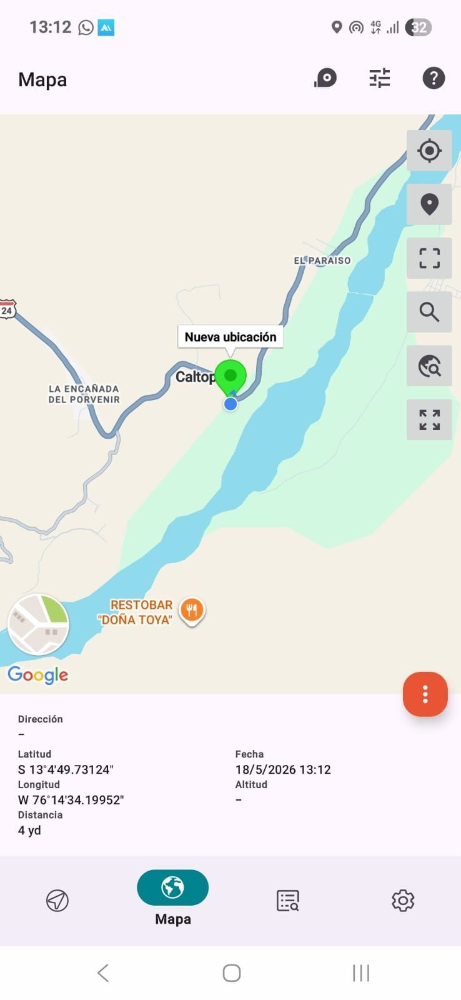 13:12
4G
32
Mapa
EL PARAISO
24
Nueva ubicación
Caltop
LA ENCAÑADA
DEL PORVENIR
RESTOBAR
"DOÑA TOYA"
Google
Dirección
–
Latitud
S 13°4'49.73124"
Fecha
18/5/2026 13:12
Longitud
W 76°14'34.19952"
Altitud
–
Distancia
4 yd
Mapa